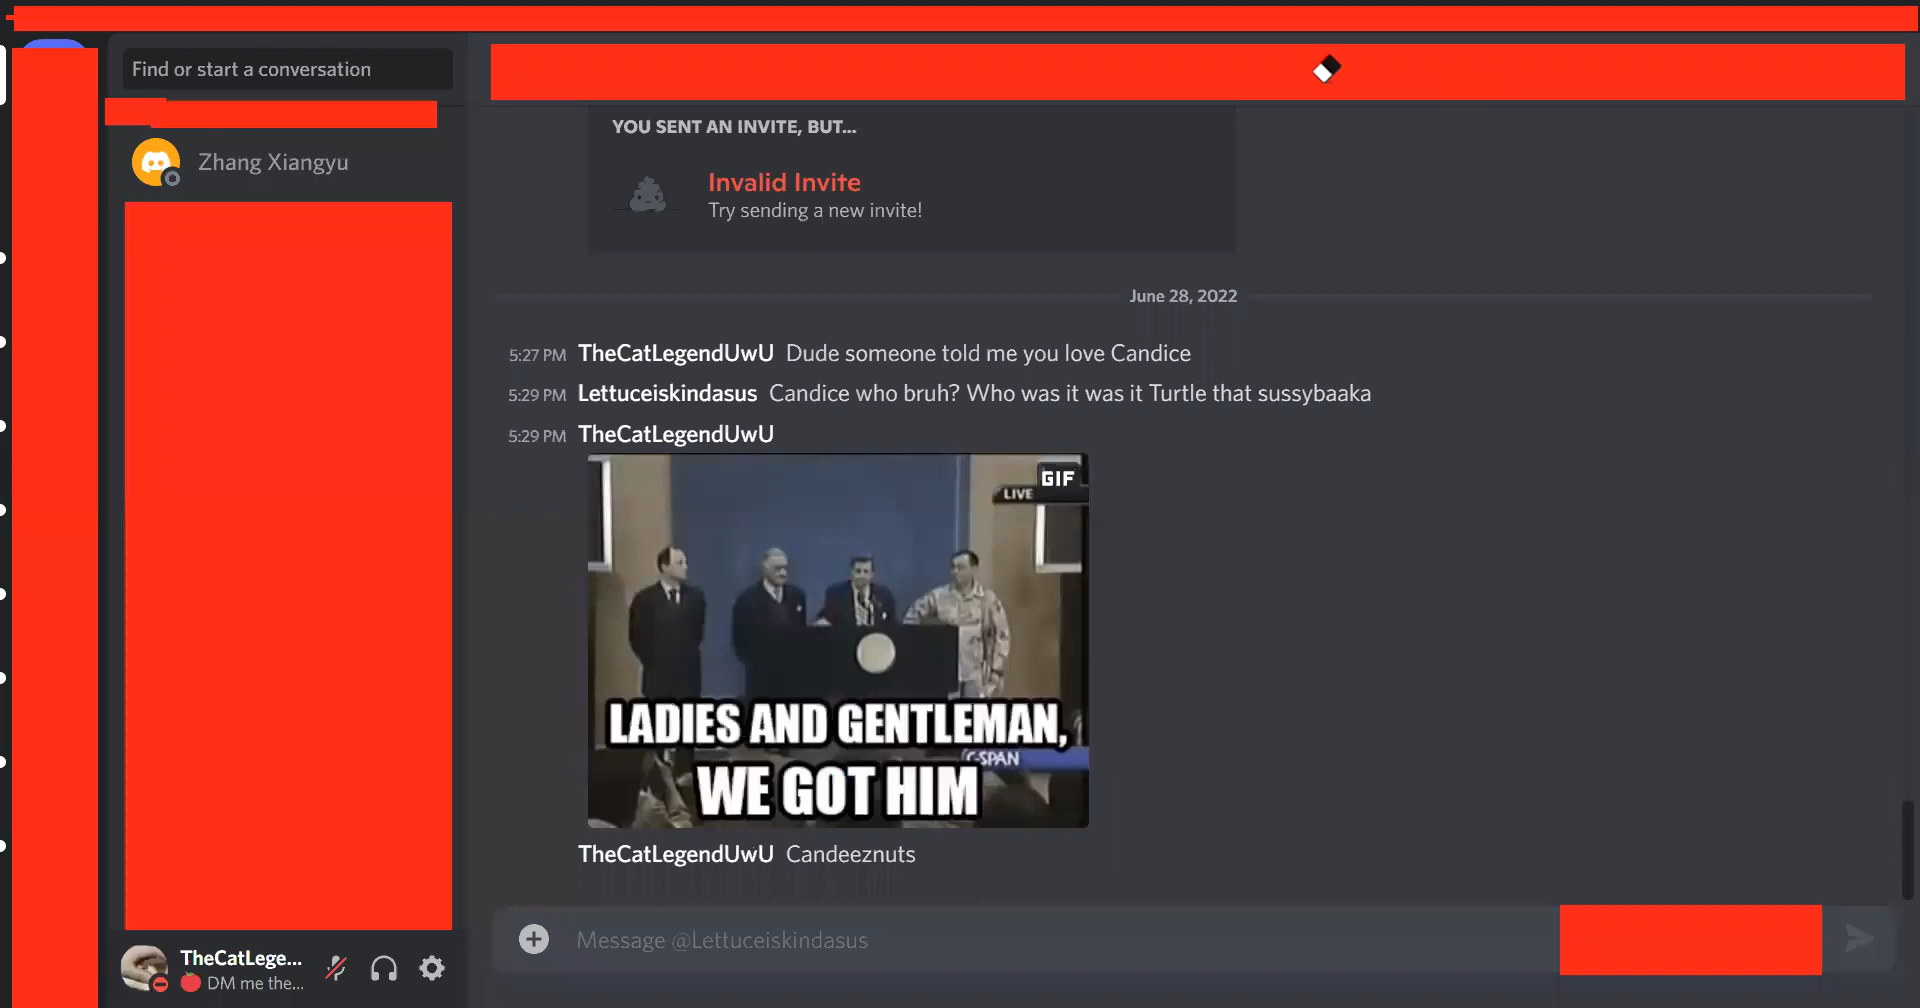 Find or start a conversation
Zhang Xiangyu
YOU SENT AN INVITE, BUT...
Invalid Invite
Try sending a new invite!
June 28, 2022
5:27 PM TheCatLegendUwU Dude someone told me you love Candice
5:29 PM Lettuceiskindasus Candice who bruh? Who was it was it Turtle that sussybaaka
5:29 PM TheCatLegendUwU
GIF
LIVE
LADIES AND GENTLEMAN,
C-SPAN
WE GOT HIM
TheCatLegendUwU Candeeznuts
Message @Lettuceiskindasus
TheCatLege...
DM me the...